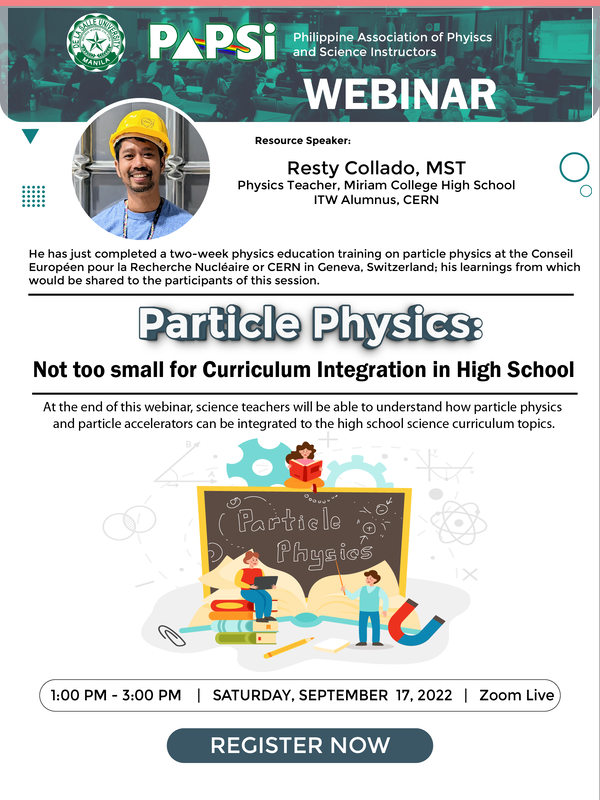 DE LA SALLE UNIVERSITY
MANILA
PAPSi
Philippine Association of Phyiscs
and Science Instructors
WEBINAR
Resource Speaker:
Resty Collado, MST
Physics Teacher, Miriam College High School
ITW Alumnus, CERN
He has just completed a two-week physics education training on particle physics at the Conseil
Européen pour la Recherche Nucléaire or CERN in Geneva, Switzerland; his learnings from which
would be shared to the participants of this session.
Particle Physics:
Not too small for Curriculum Integration in High School
At the end of this webinar, science teachers will be able to understand how particle physics
and particle accelerators can be integrated to the high school science curriculum topics.
Particle
Physics
1:00 PM - 3:00 PM | SATURDAY, SEPTEMBER 17, 2022 | Zoom Live
REGISTER NOW